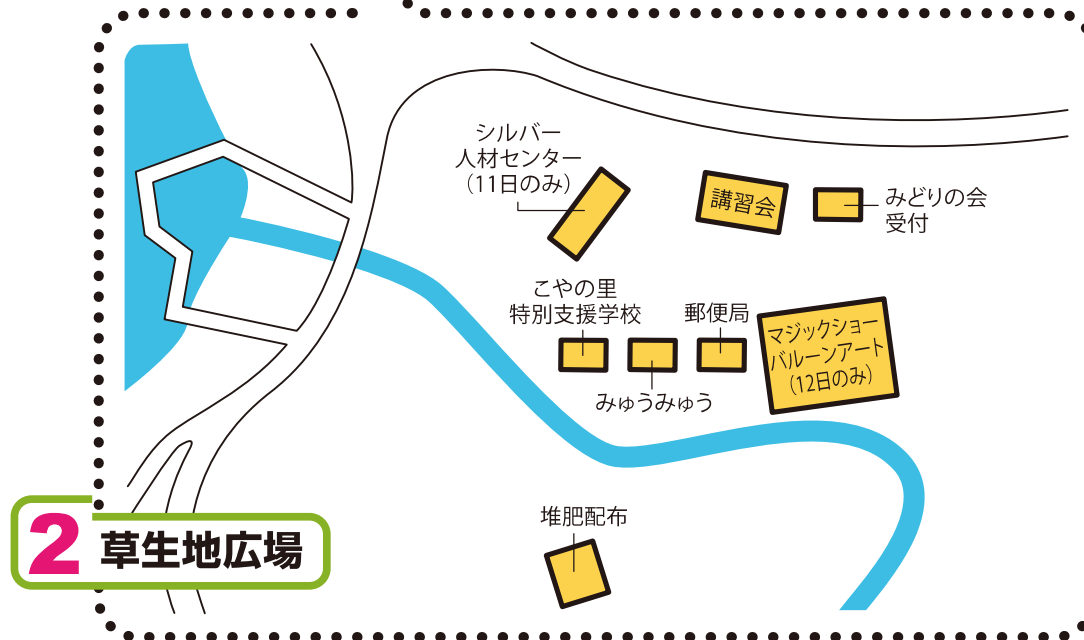 シルバー
人材センター
（11日のみ）
講習会
みどりの会
受付
こやの里
特別支援学校
郵便局
マジックショー
バルーンアート
（12日のみ）
みゅうみゅう
堆肥配布
2 草生地広場